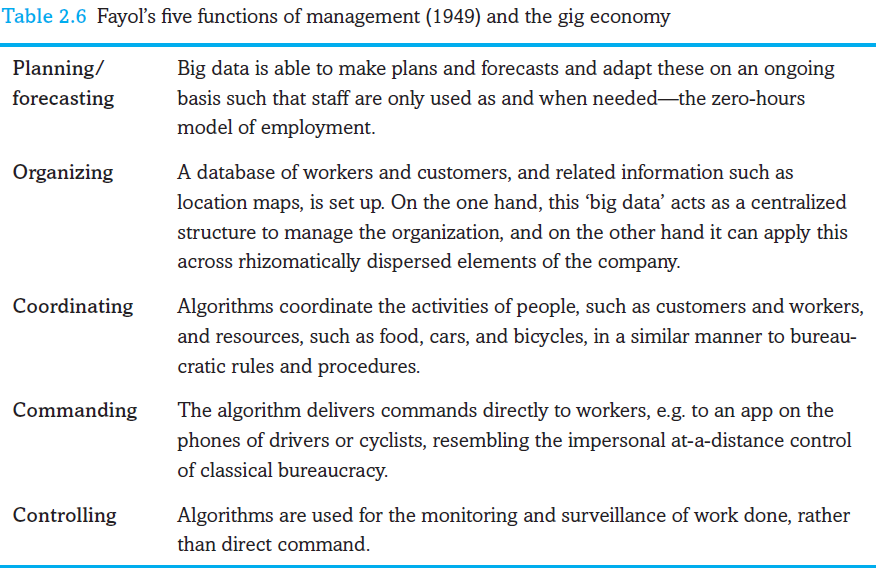 Table 2.6 Fayol’s five functions of management (1949) and the gig economy
Planning/
forecasting
Big data is able to make plans and forecasts and adapt these on an ongoing
basis such that staff are only used as and when needed—the zero-hours
model of employment.
Organizing
A database of workers and customers, and related information such as
location maps, is set up. On the one hand, this ‘big data’ acts as a centralized
structure to manage the organization, and on the other hand it can apply this
across rhizomatically dispersed elements of the company.
Coordinating
Algorithms coordinate the activities of people, such as customers and workers,
and resources, such as food, cars, and bicycles, in a similar manner to bureau-
cratic rules and procedures.
Commanding
The algorithm delivers commands directly to workers, e.g. to an app on the
phones of drivers or cyclists, resembling the impersonal at-a-distance control
of classical bureaucracy.
Controlling
Algorithms are used for the monitoring and surveillance of work done, rather
than direct command.